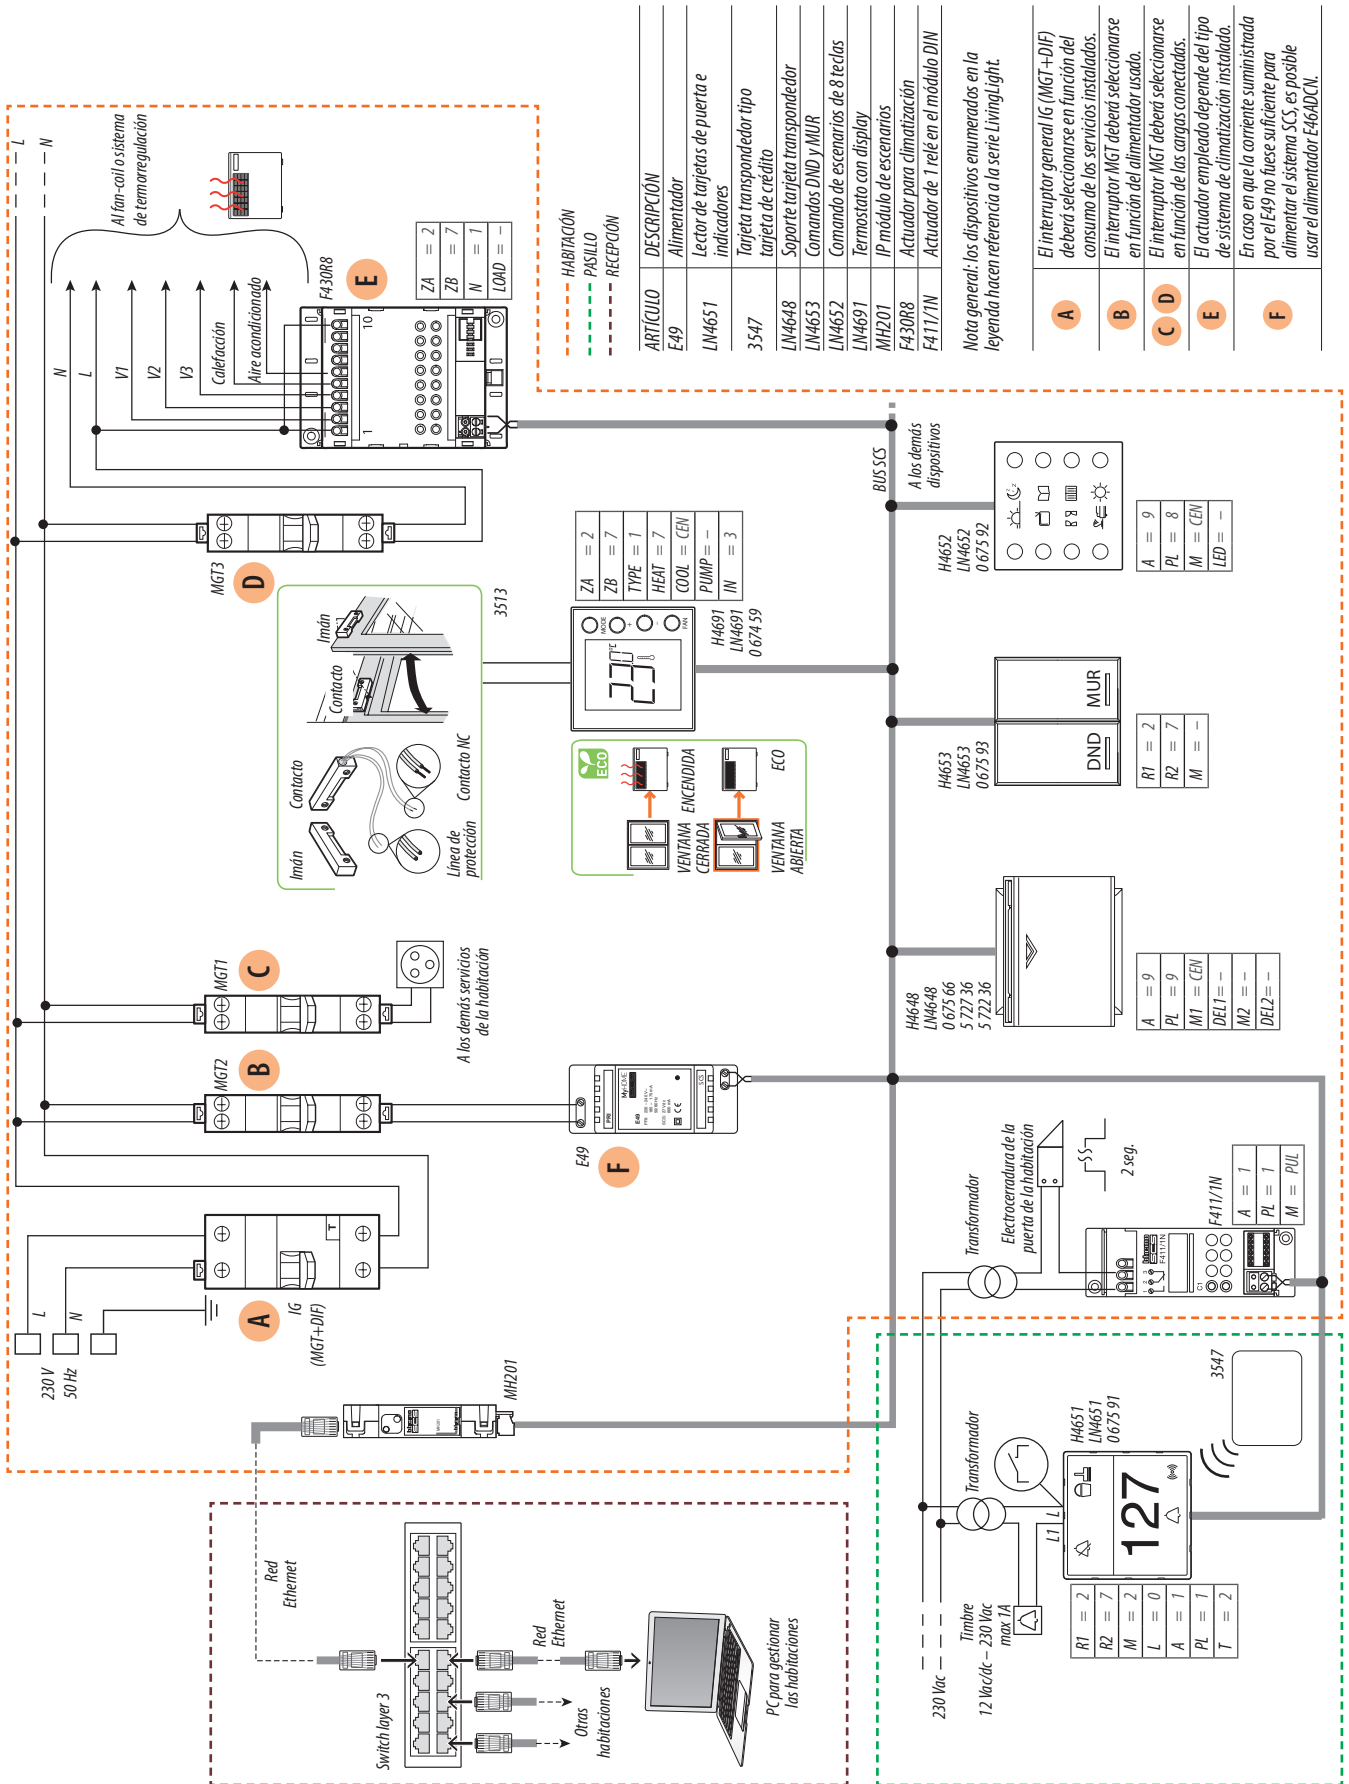 230 V
50 Hz
L
N
A
IG
(MGT+DIF)
T
MGT2
B
MGT1
C
A los demás servicios
de la habitación
MGT3
D
L
N
Al fan-coil o sistema
de termorregulación
N
L
V1
V2
V3
Calefacción
Aire acondicionado
F430R8
E
1
10
ZA = 2
ZB = 7
N = 1
LOAD = –
Imán
Contacto
Línea de
protección
Contacto NC
Contacto
Imán
3513
ECO
VENTANA
CERRADA
ENCENDIDA
VENTANA
ABIERTA
ECO
23.0
°C
MODE
+
-
FAN
H4691
LN4691
0 674 59
ZA = 2
ZB = 7
TYPE = 1
HEAT = 7
COOL = CEN
PUMP = –
IN = 3
E49
F
PRI
MyHOME
E49
SCS
MH201
Red
Ethernet
Switch layer 3
Red
Ethernet
Otras
habitaciones
PC para gestionar
las habitaciones
BUS SCS
A los demás
dispositivos
H4652
LN4652
0 675 92
A = 9
PL = 8
M = CEN
LED = –
H4653
LN4653
0 675 93
DND
MUR
R1 = 2
R2 = 7
M = –
H4648
LN4648
0 675 66
5 727 36
5 722 36
A = 9
PL = 9
M1 = CEN
DEL1 = –
M2 = –
DEL2 = –
Transformador
Electrocerradura de la
puerta de la habitación
2 seg.
F411/1N
F411/1N
C1
A = 1
PL = 1
M = PUL
230 Vac
Timbre
12 Vac/dc – 230 Vac
max 1A
Transformador
L1
L
H4651
LN4651
0 675 91
127
3547
R1 = 2
R2 = 7
M = 2
L = 0
A = 1
PL = 1
T = 2
HABITACIÓN
PASILLO
RECEPCIÓN
ARTÍCULO DESCRIPCIÓN
E49 Alimentador
LN4651 Lector de tarjetas de puerta e
indicadores
3547 Tarjeta transpondedor tipo
tarjeta de crédito
LN4648 Soporte tarjeta transpondedor
LN4653 Comandos DND y MUR
LN4652 Comando de escenarios de 8 teclas
LN4691 Termostato con display
MH201 IP módulo de escenarios
F430R8 Actuador para climatización
F411/1N Actuador de 1 relé en el módulo DIN
Nota general: los dispositivos enumerados en la
leyenda hacen referencia a la serie LivingLight.
A El interruptor general IG (MGT+DIF)
deberá seleccionarse en función del
consumo de los servicios instalados.
B El interruptor MGT deberá seleccionarse
en función del alimentador usado.
C D El interruptor MGT deberá seleccionarse
en función de las cargas conectadas.
E El actuador empleado depende del tipo
de sistema de climatización instalado.
F En caso en que la corriente suministrada
por el E49 no fuese suficiente para
alimentar el sistema SCS, es posible
usar el alimentador E46ADCN.